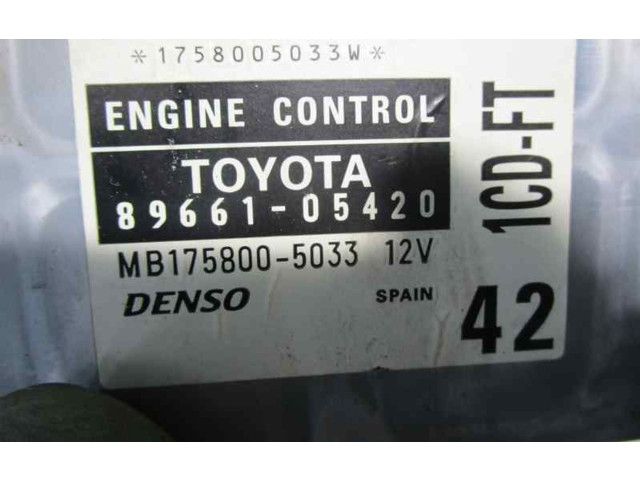 *1758005033W*
ENGINE CONTROL
TOYOTA
89661-05420
MB175800-5033 12V
DENSO SPAIN
1CD-FT
42